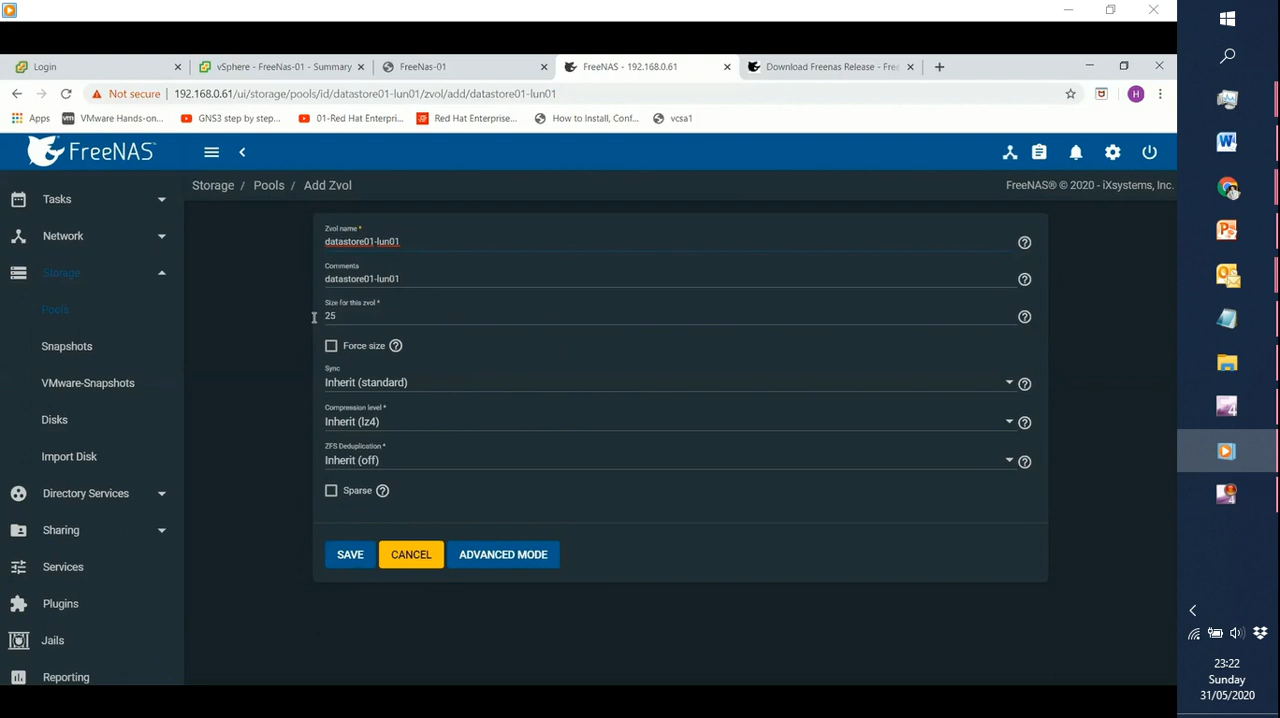 Login
vSphere - FreeNas-01 - Summary
FreeNas-01
FreeNAS - 192.168.0.61
Download Freenas Release - Free
Not secure
192.168.0.61/ui/storage/pools/id/datastore01-lun01/zvol/add/datastore01-lun01
H
Apps
VMware Hands-on...
GNS3 step by step...
01-Red Hat Enterpri...
Red Hat Enterprise...
How to Install, Conf...
vcsa1
FreeNAS
Storage / Pools / Add Zvol
FreeNAS® © 2020 - iXsystems, Inc.
Tasks
Network
Storage
Pools
Snapshots
VMware-Snapshots
Disks
Import Disk
Directory Services
Sharing
Services
Plugins
Jails
Reporting
Zvol name *
datastore01-lun01
Comments
datastore01-lun01
Size for this zvol *
25
Force size
Sync
Inherit (standard)
Compression level *
Inherit (lz4)
ZFS Deduplication *
Inherit (off)
Sparse
SAVE
CANCEL
ADVANCED MODE
23:22
Sunday
31/05/2020